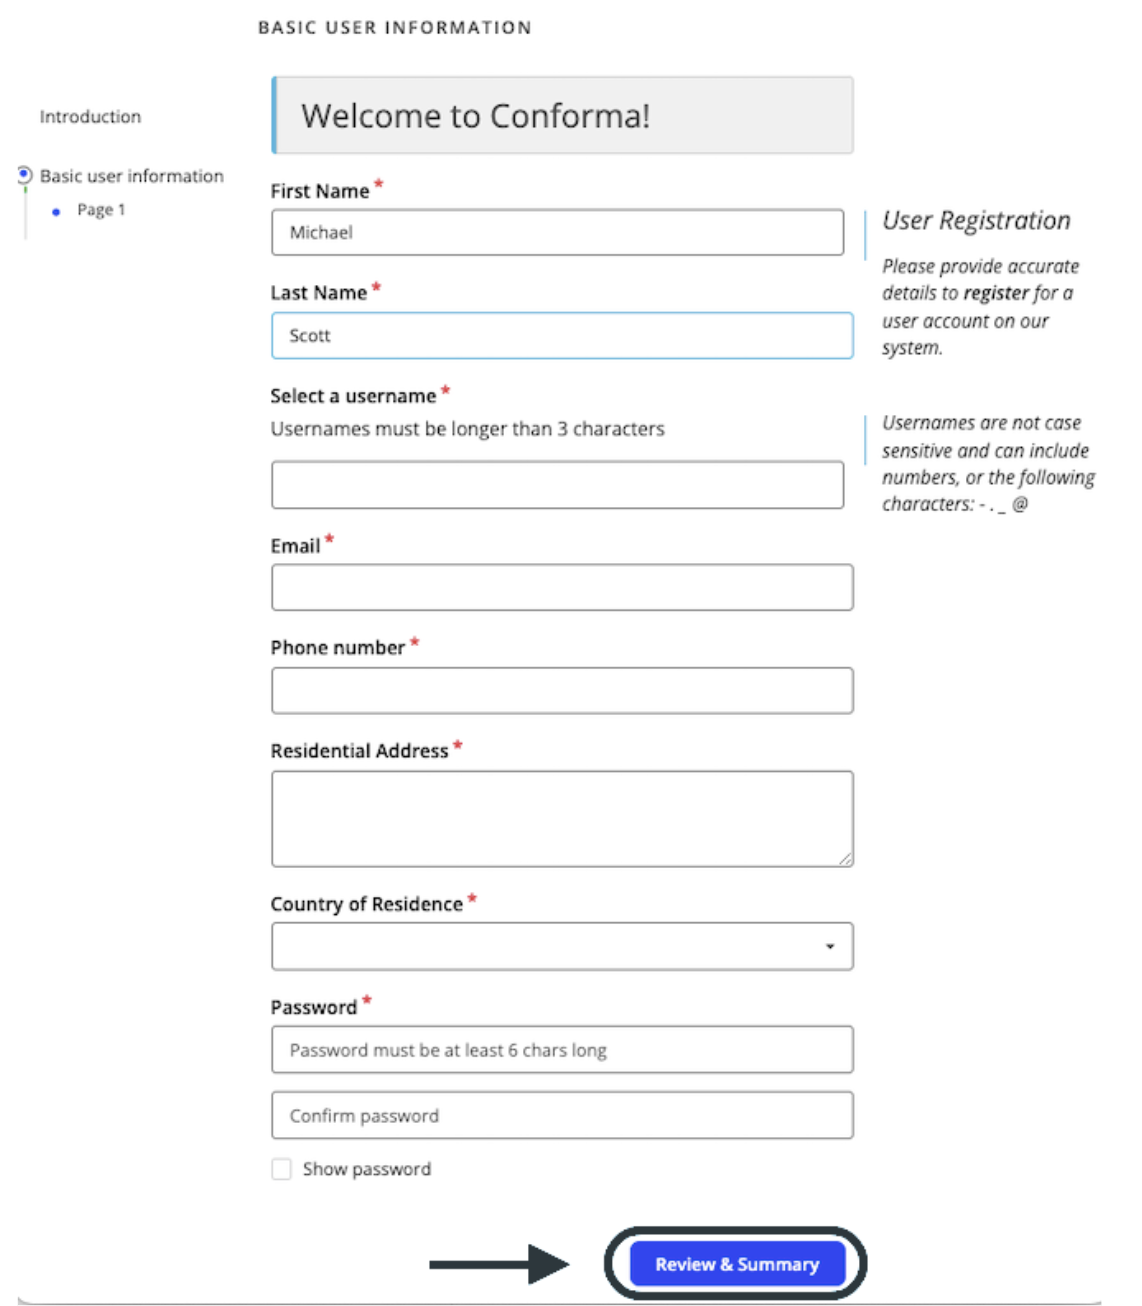 BASIC USER INFORMATION
Introduction
Basic user information
Page 1
Welcome to Conforma!
First Name *
Michael
Last Name *
Scott
Select a username *
Usernames must be longer than 3 characters
Email *
Phone number *
Residential Address *
Country of Residence *
Password *
Password must be at least 6 chars long
Confirm password
Show password
Review & Summary
User Registration
Please provide accurate
details to register for a
user account on our
system.
Usernames are not case
sensitive and can include
numbers, or the following
characters: - . _ @